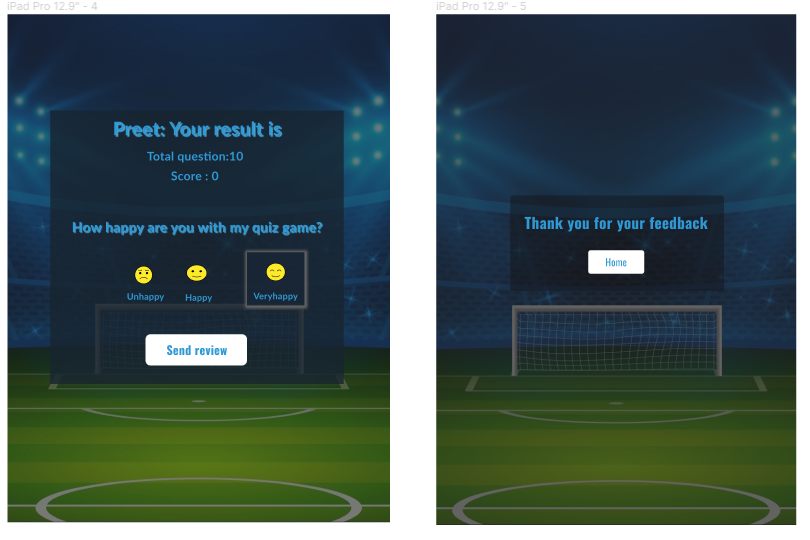 iPad Pro 12.9" - 4
Preet: Your result is
Total question:10
Score : 0
How happy are you with my quiz game?
Unhappy
Happy
Veryhappy
Send review
iPad Pro 12.9" - 5
Thank you for your feedback
Home